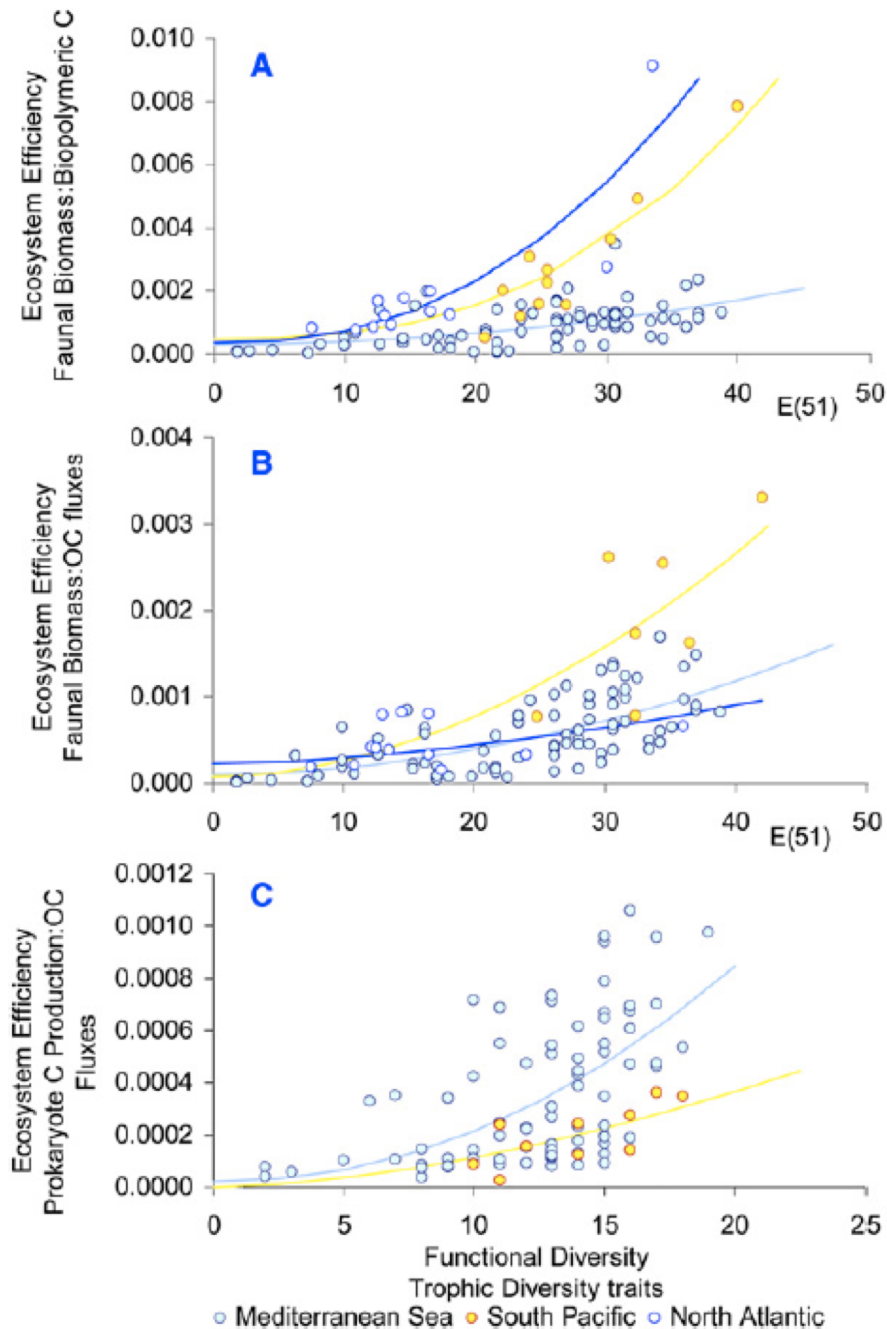 A
Ecosystem Efficiency
Faunal Biomass:Biopolymeric C
0.010
0.008
0.006
0.004
0.002
0.000
0 10 20 30 40 50
E(51)
B
Ecosystem Efficiency
Faunal Biomass:OC fluxes
0.004
0.003
0.002
0.001
0.000
0 10 20 30 40 50
E(51)
C
Ecosystem Efficiency
Prokaryote C Production:OC
Fluxes
0.0012
0.0010
0.0008
0.0006
0.0004
0.0002
0.0000
0 5 10 15 20 25
Functional Diversity
Trophic Diversity traits
Mediterranean Sea South Pacific North Atlantic